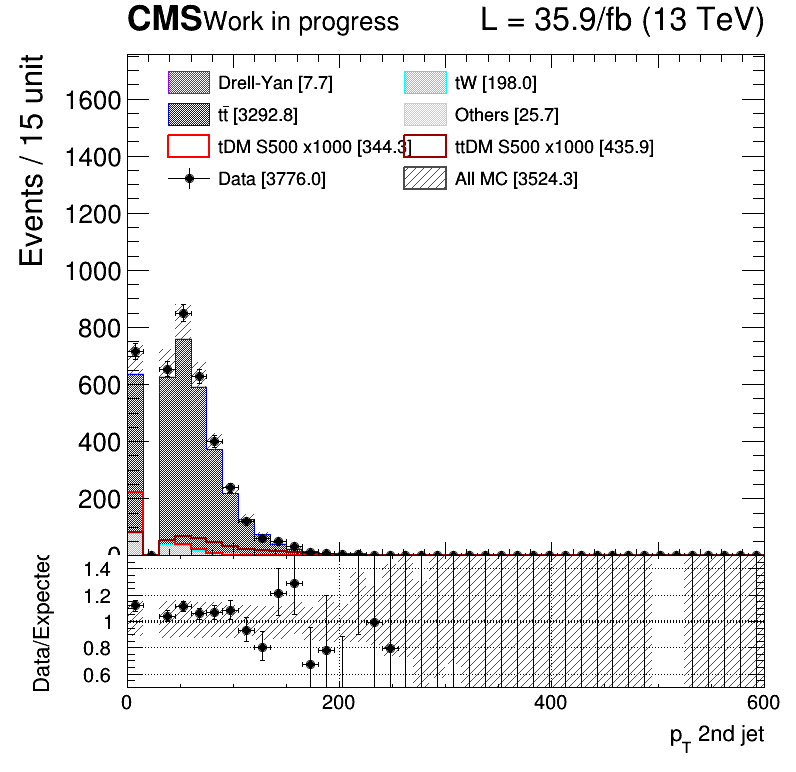 CMS Work in progress L = 35.9/fb (13 TeV)
Events / 15 unit
1600
1400
1200
1000
800
600
400
200
0
Drell-Yan [7.7]
tW [198.0]
tt̄ [3292.8]
Others [25.7]
tDM S500 x1000 [344.3]
ttDM S500 x1000 [435.9]
Data [3776.0]
All MC [3524.3]
Data/Expected
1.4
1.2
1
0.8
0.6
0 200 400 600
p_T 2nd jet